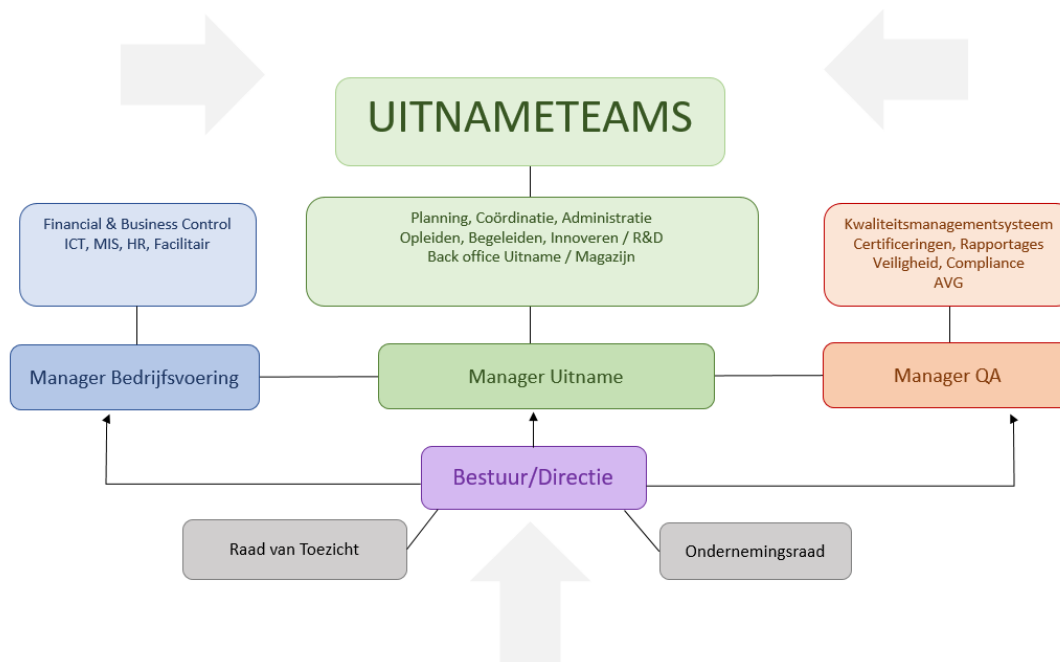 UITNAMETEAMS
Financial & Business Control
ICT, MIS, HR, Facilitair
Planning, Coördinatie, Administratie
Opleiden, Begeleiden, Innoveren / R&D
Back office Uitname / Magazijn
Kwaliteitsmanagementsysteem
Certificeringen, Rapportages
Veiligheid, Compliance
AVG
Manager Bedrijfsvoering
Manager Uitname
Manager QA
Bestuur/Directie
Raad van Toezicht
Ondernemingsraad